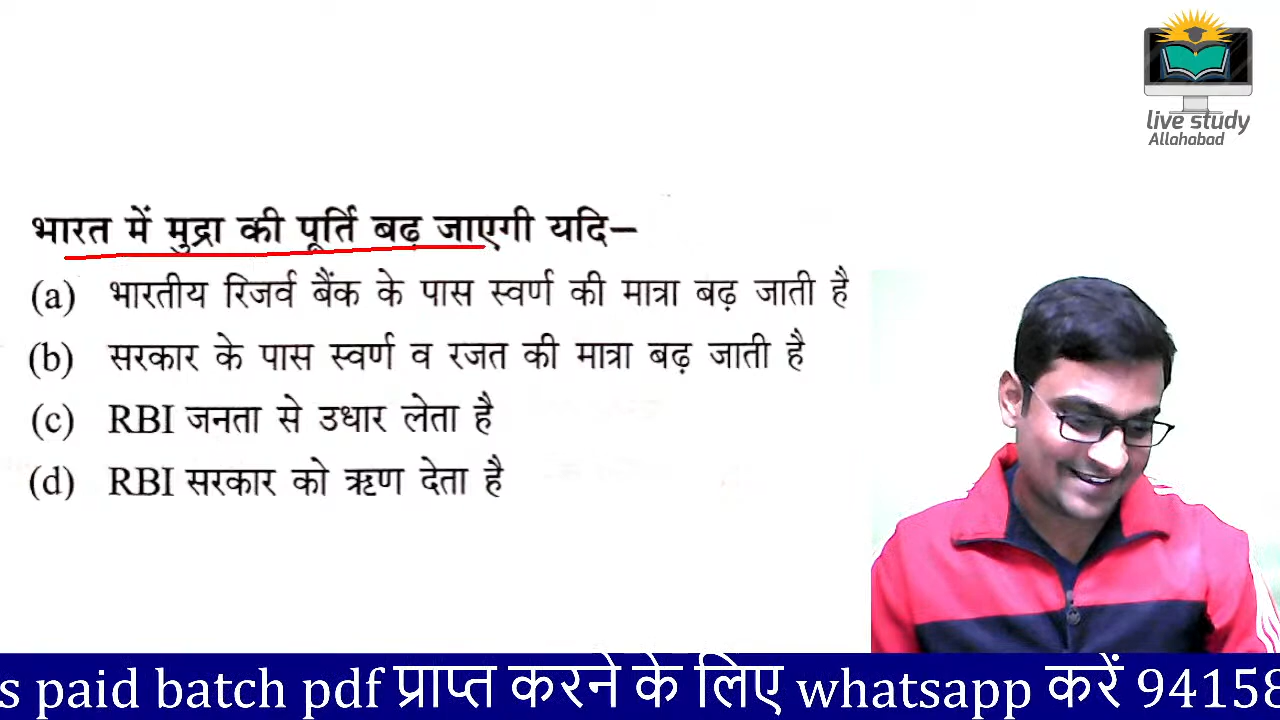 live study
Allahabad
भारत में मुद्रा की पूर्ति बढ़ जाएगी यदि–
(a) भारतीय रिजर्व बैंक के पास स्वर्ण की मात्रा बढ़ जाती है
(b) सरकार के पास स्वर्ण व रजत की मात्रा बढ़ जाती है
(c) RBI जनता से उधार लेता है
(d) RBI सरकार को ऋण देता है
s paid batch pdf प्राप्त करने के लिए whatsapp करें 94158